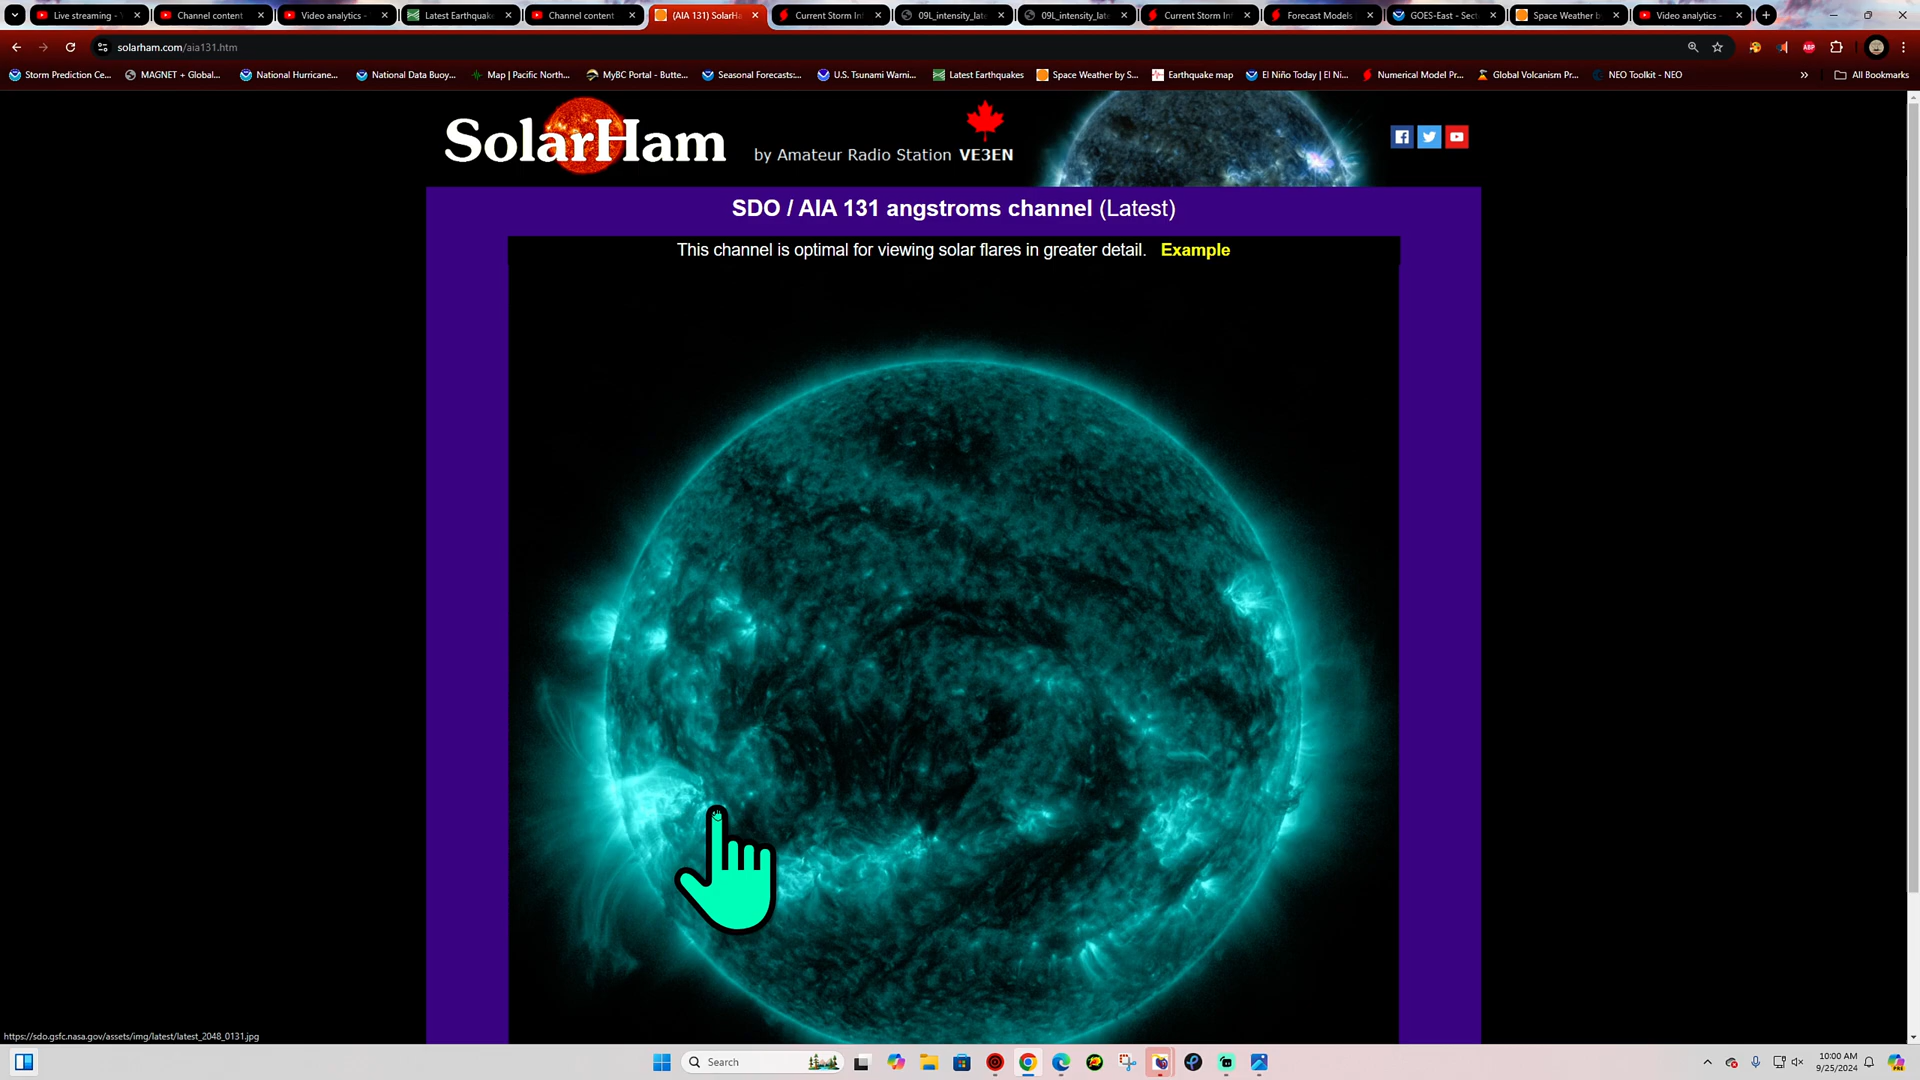 Live streaming -
Channel content
Video analytics -
Latest Earthquak
Channel content
(AIA 131) SolarHa
Current Storm In
09L_intensity_lat
09L_intensity_lat
Current Storm In
Forecast Models
GOES-East - Sect
Space Weather b
Video analytics -
solarham.com/aia131.htm
ABP
Storm Prediction Ce...
MAGNET + Global...
National Hurricane...
National Data Buoy...
Map | Pacific North...
MyBC Portal - Butte...
Seasonal Forecasts:...
U.S. Tsunami Warni...
Latest Earthquakes
Space Weather by S...
Earthquake map
El Niño Today | El Ni...
Numerical Model Pr...
Global Volcanism Pr...
NEO Toolkit - NEO
All Bookmarks
SolarHam
by Amateur Radio Station VE3EN
SDO / AIA 131 angstroms channel (Latest)
This channel is optimal for viewing solar flares in greater detail. Example
https://sdo.gsfc.nasa.gov/assets/img/latest/latest_2048_0131.jpg
Search
10:00 AM
9/25/2024
PRE